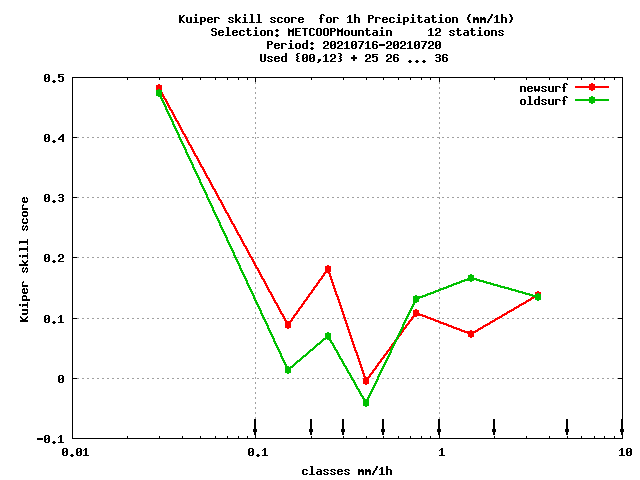 Kuiper skill score  for 1h Precipitation (mm/1h)
Selection: METCOOPMountain     12 stations
Period: 20210716-20210720
Used {00,12} + 25 26 ... 36
newsurf
oldsurf
Kuiper skill score
0.5
0.4
0.3
0.2
0.1
0
-0.1
0.01 0.1 1 10
classes mm/1h